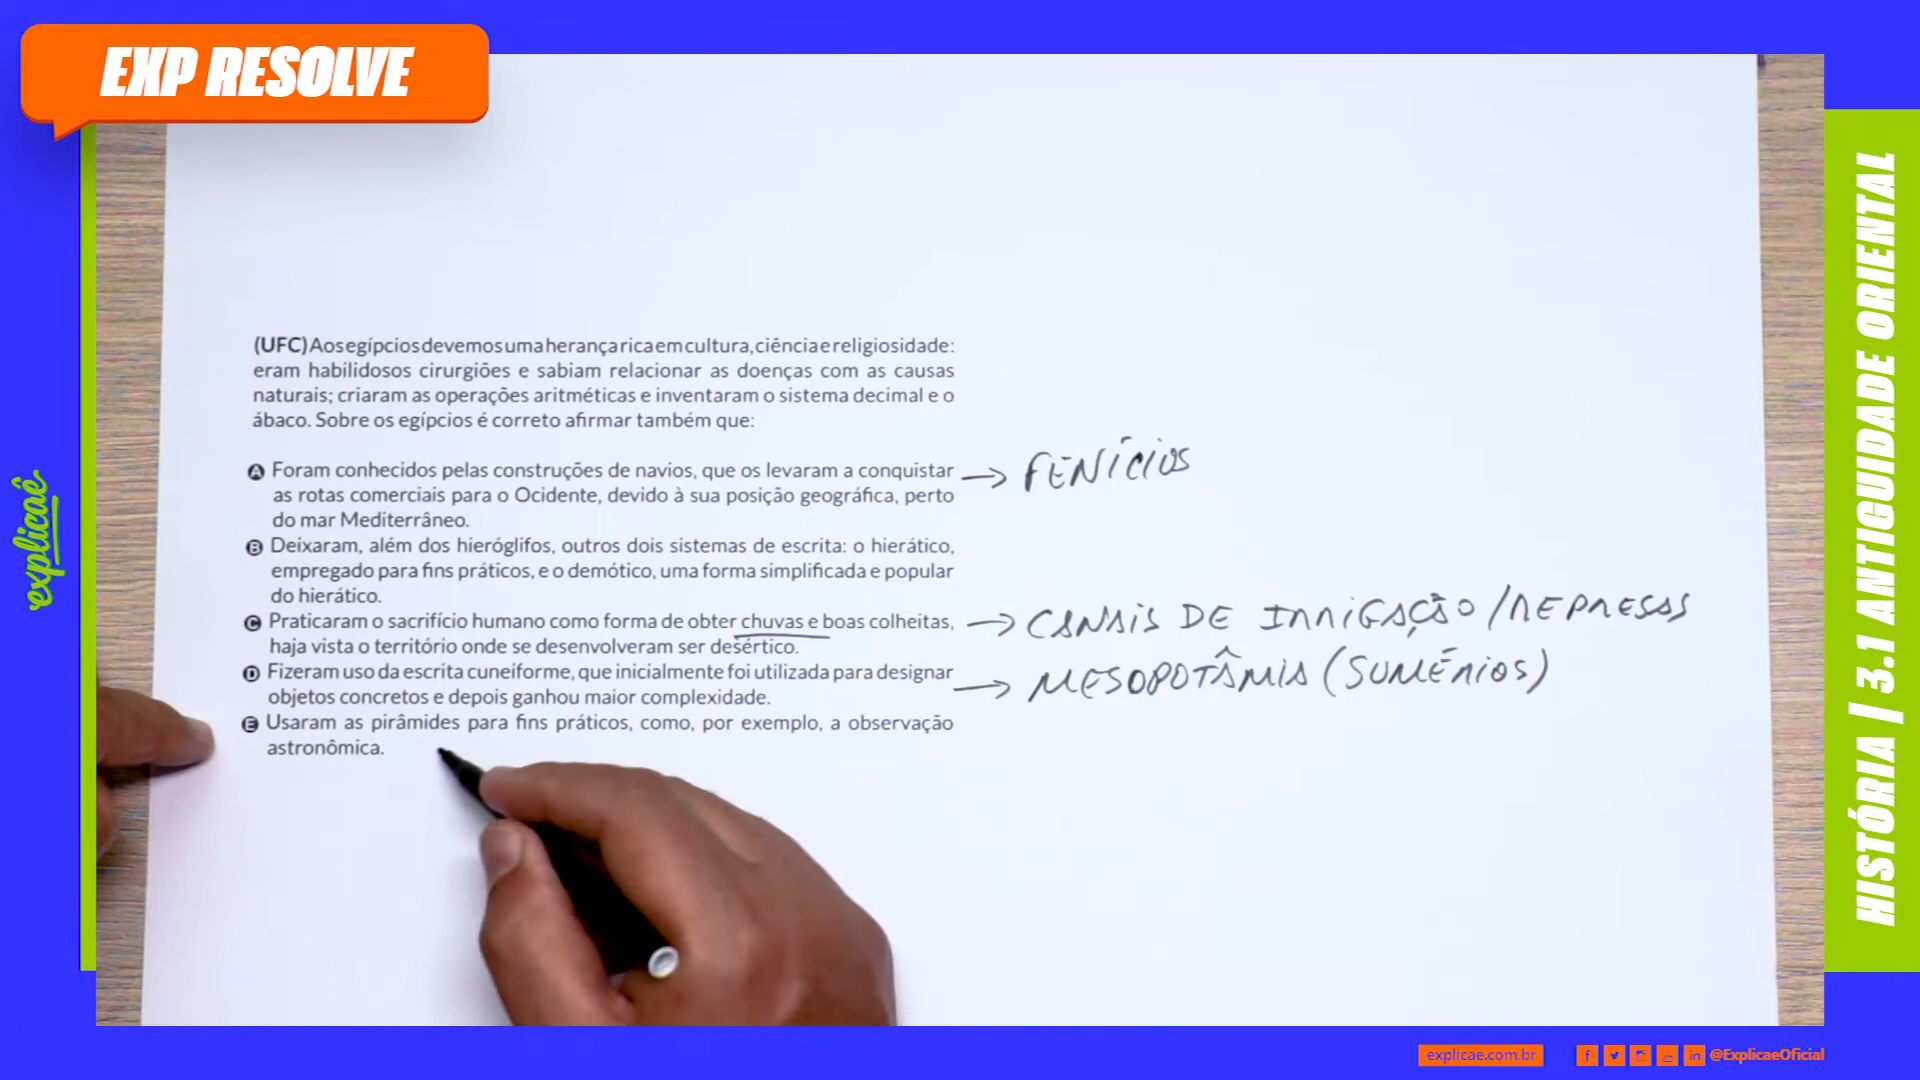 EXP RESOLVE
(UFC) Aos egípcios devemos uma herança rica em cultura, ciência e religiosidade:
eram habilidosos cirurgiões e sabiam relacionar as doenças com as causas
naturais; criaram as operações aritméticas e inventaram o sistema decimal e o
ábaco. Sobre os egípcios é correto afirmar também que:
A Foram conhecidos pelas construções de navios, que os levaram a conquistar → FENÍCIOS
as rotas comerciais para o Ocidente, devido à sua posição geográfica, perto
do mar Mediterrâneo.
B Deixaram, além dos hieróglifos, outros dois sistemas de escrita: o hierático,
empregado para fins práticos, e o demótico, uma forma simplificada e popular
do hierático.
C Praticaram o sacrifício humano como forma de obter chuvas e boas colheitas, → CANAIS DE IRRIGAÇÃO / REPRESAS
haja vista o território onde se desenvolveram ser desértico.
D Fizeram uso da escrita cuneiforme, que inicialmente foi utilizada para designar → MESOPOTÂMIA (SUMÉRIOS)
objetos concretos e depois ganhou maior complexidade.
E Usaram as pirâmides para fins práticos, como, por exemplo, a observação
astronômica.
explicaê
HISTÓRIA | 3.1 ANTIGUIDADE ORIENTAL
explicae.com.br
@ExplicaeOficial